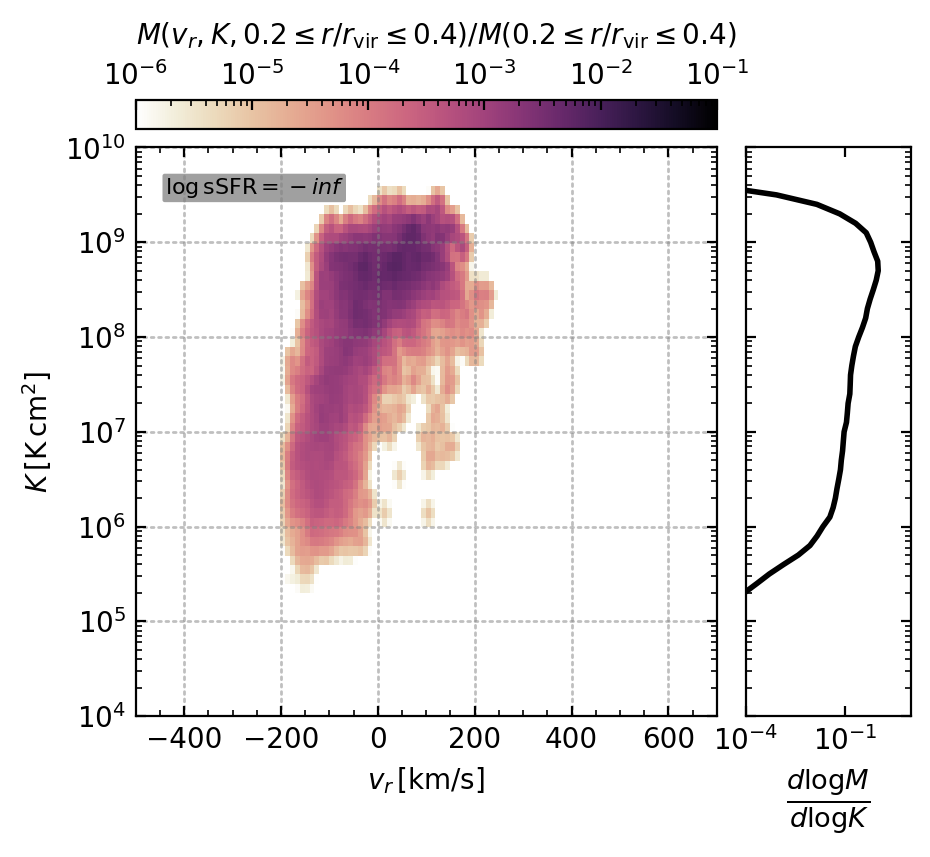 M(v_r, K, 0.2 ≤ r/r_vir ≤ 0.4)/M(0.2 ≤ r/r_vir ≤ 0.4)
10^−6 10^−5 10^−4 10^−3 10^−2 10^−1
10^10
log sSFR = −inf
10^9
10^8
10^7
K [K cm^2]
10^6
10^5
10^4
−400 −200 0 200 400 600 10^−4 10^−1
v_r [km/s]
dlogM
dlogK